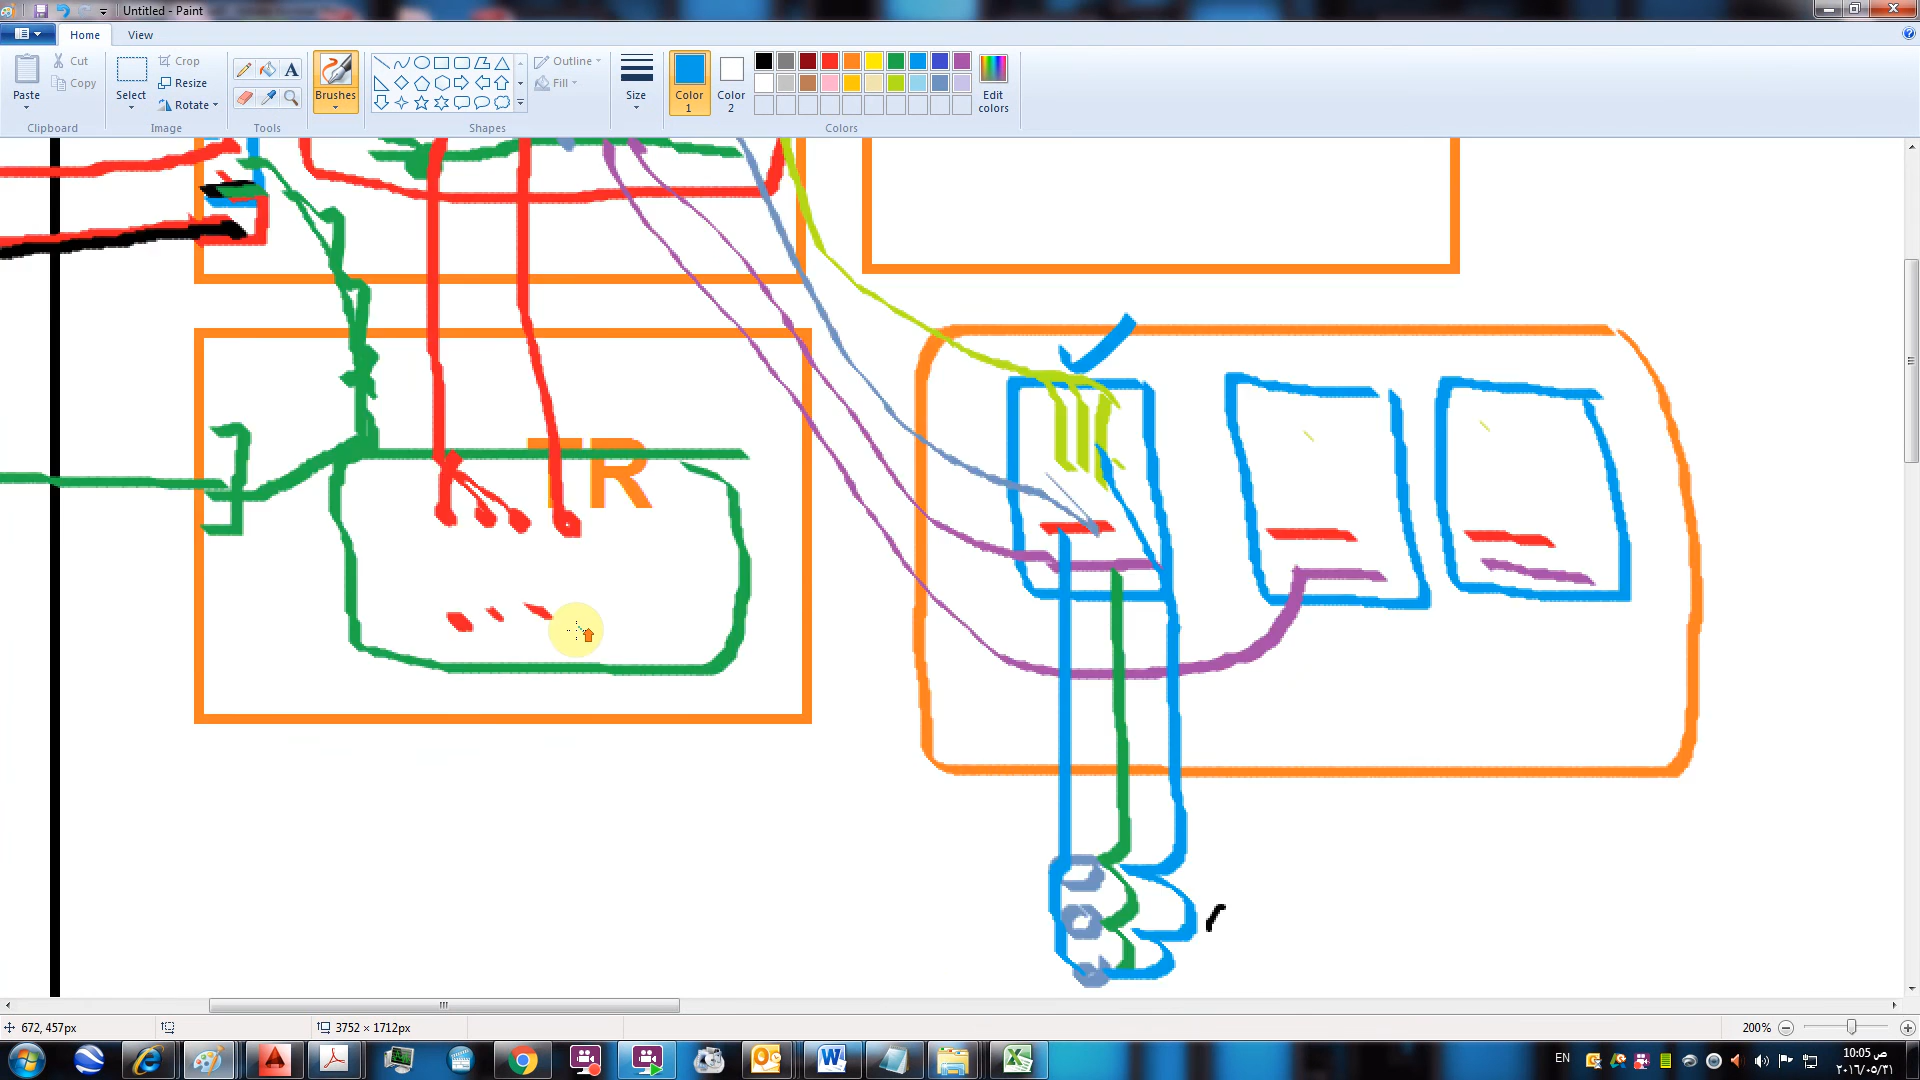 Untitled - Paint
Home View
Cut
Copy
Paste
Clipboard
Select
Crop
Resize
Rotate
Image
Tools
Brushes
Outline
Fill
Shapes
Size
Color 1
Color 2
Edit colors
Colors
TR
672, 457px
3752 × 1712px
200%
EN
10:05 ص
٢٠١٦/٠٥/٣١